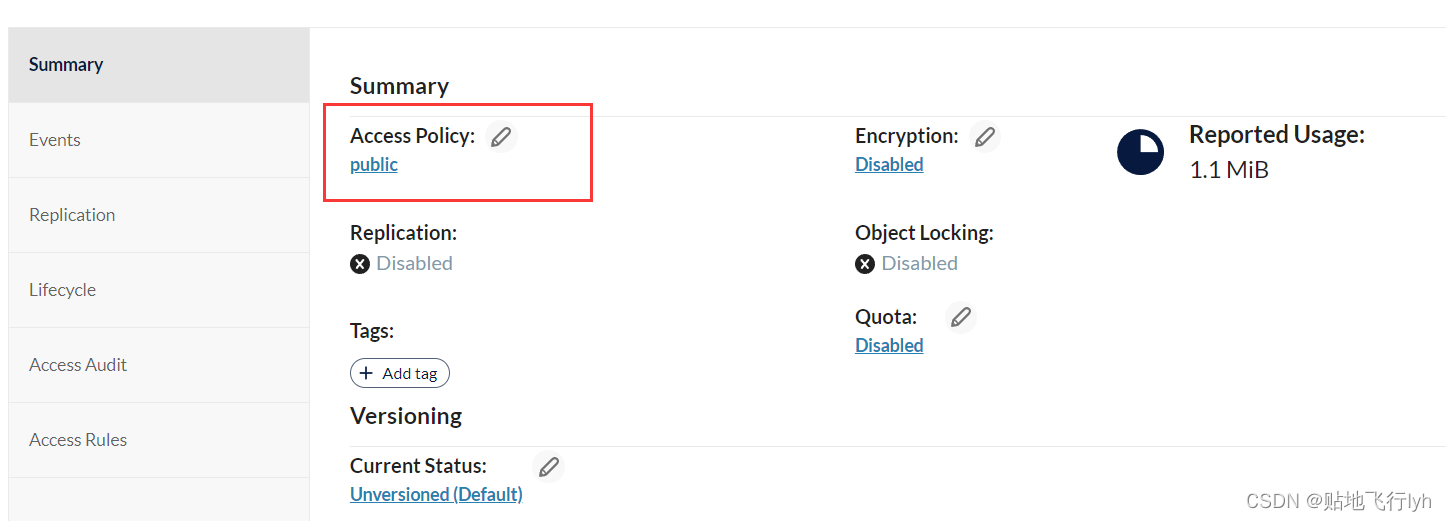 Summary
Events
Replication
Lifecycle
Access Audit
Access Rules
Summary
Access Policy:
public
Encryption:
Disabled
Reported Usage:
1.1 MiB
Replication:
Disabled
Object Locking:
Disabled
Tags:
Add tag
Quota:
Disabled
Versioning
Current Status:
Unversioned (Default)
CSDN @贴地飞行lyh